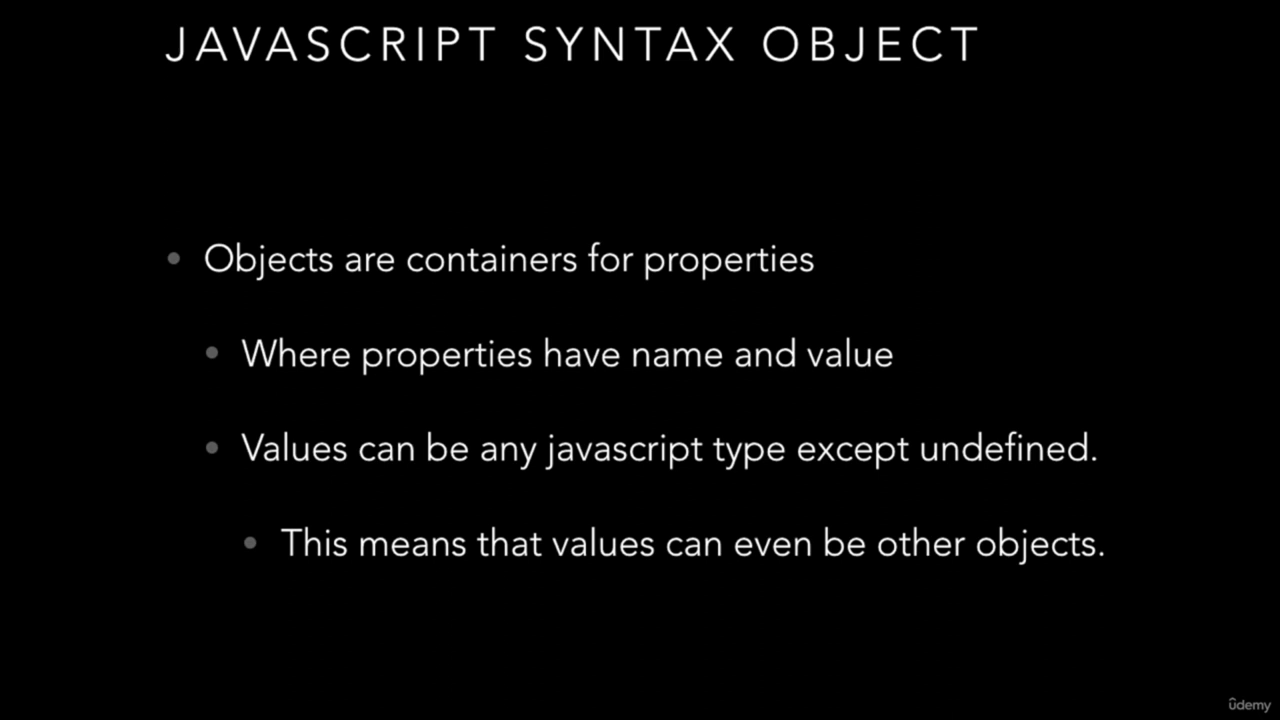 JAVASCRIPT SYNTAX OBJECT
Objects are containers for properties
Where properties have name and value
Values can be any javascript type except undefined.
This means that values can even be other objects.
ûdemy